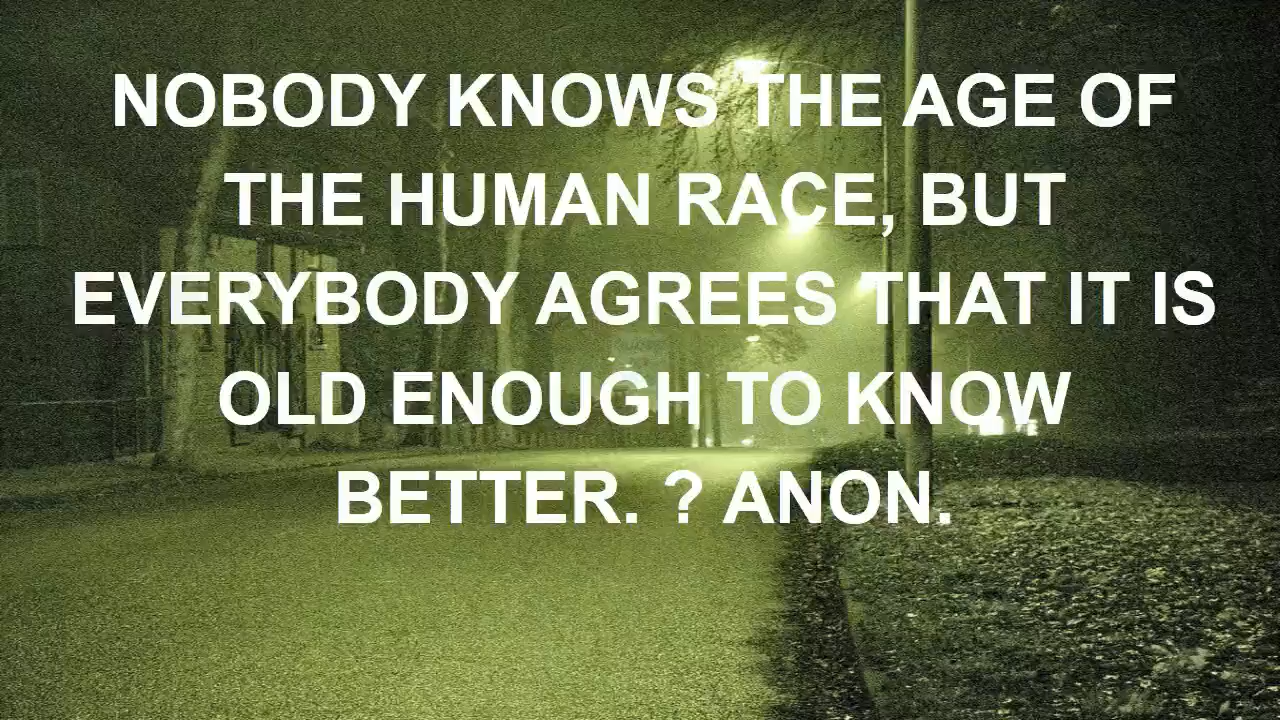 NOBODY KNOWS THE AGE OF
THE HUMAN RACE, BUT
EVERYBODY AGREES THAT IT IS
OLD ENOUGH TO KNOW
BETTER. ? ANON.